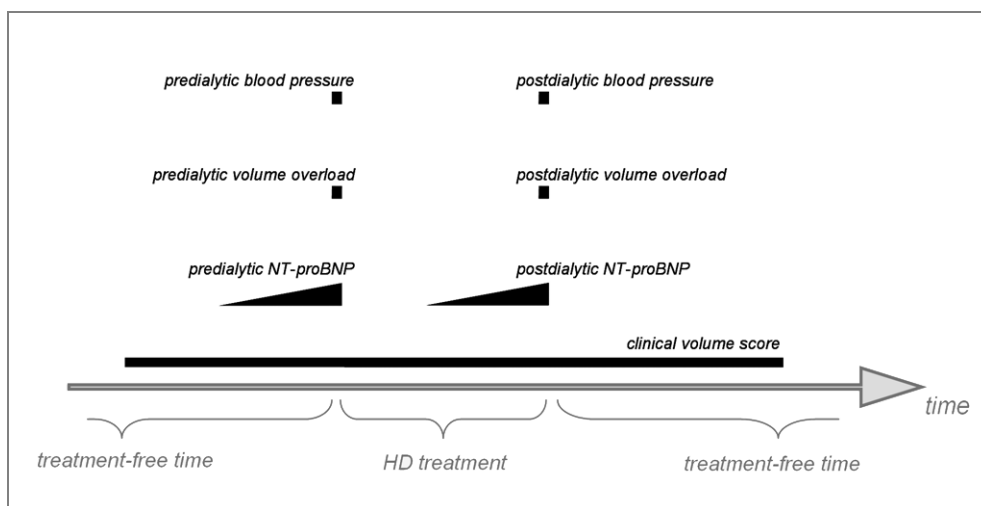 predialytic blood pressure
postdialytic blood pressure
predialytic volume overload
postdialytic volume overload
predialytic NT-proBNP
postdialytic NT-proBNP
clinical volume score
time
treatment-free time
HD treatment
treatment-free time